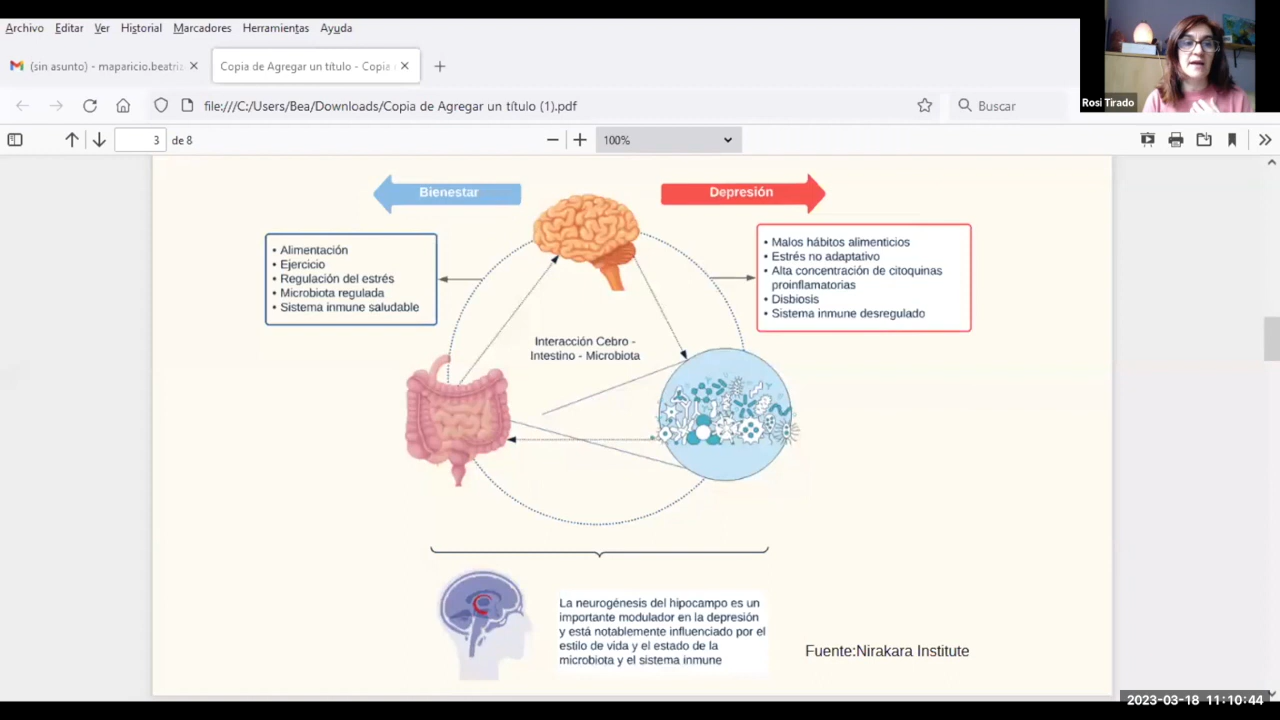 Archivo Editar Ver Historial Marcadores Herramientas Ayuda
(sin asunto) - maparicio.beatri
Copia de Agregar un título - Copia
file:///C:/Users/Bea/Downloads/Copia de Agregar un título (1).pdf
Buscar
Rosi Tirado
3 de 8
100%
Bienestar
Depresión
• Alimentación
• Ejercicio
• Regulación del estrés
• Microbiota regulada
• Sistema inmune saludable
• Malos hábitos alimenticios
• Estrés no adaptativo
• Alta concentración de citoquinas
proinflamatorias
• Disbiosis
• Sistema inmune desregulado
Interacción Cebro -
Intestino - Microbiota
La neurogénesis del hipocampo es un
importante modulador en la depresión
y está notablemente influenciado por el
estilo de vida y el estado de la
microbiota y el sistema inmune
Fuente:Nirakara Institute
2023-03-18 11:10:44